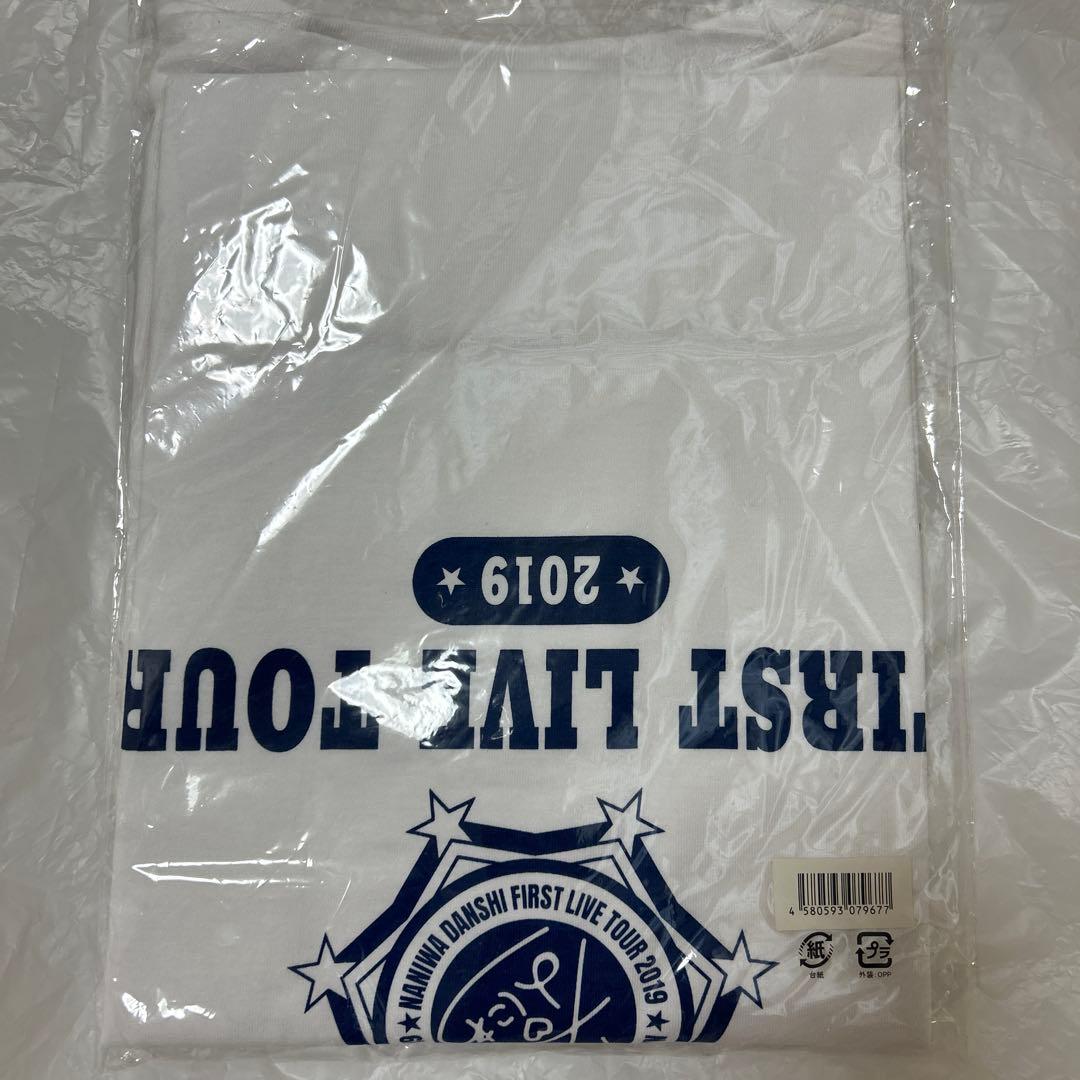 ★ 2019 ★
FIRST LIVE TOUR
★ NANIWA DANSHI FIRST LIVE TOUR 2019 ★
4 580593 079677
紙
プラ
台紙
外袋:OPP